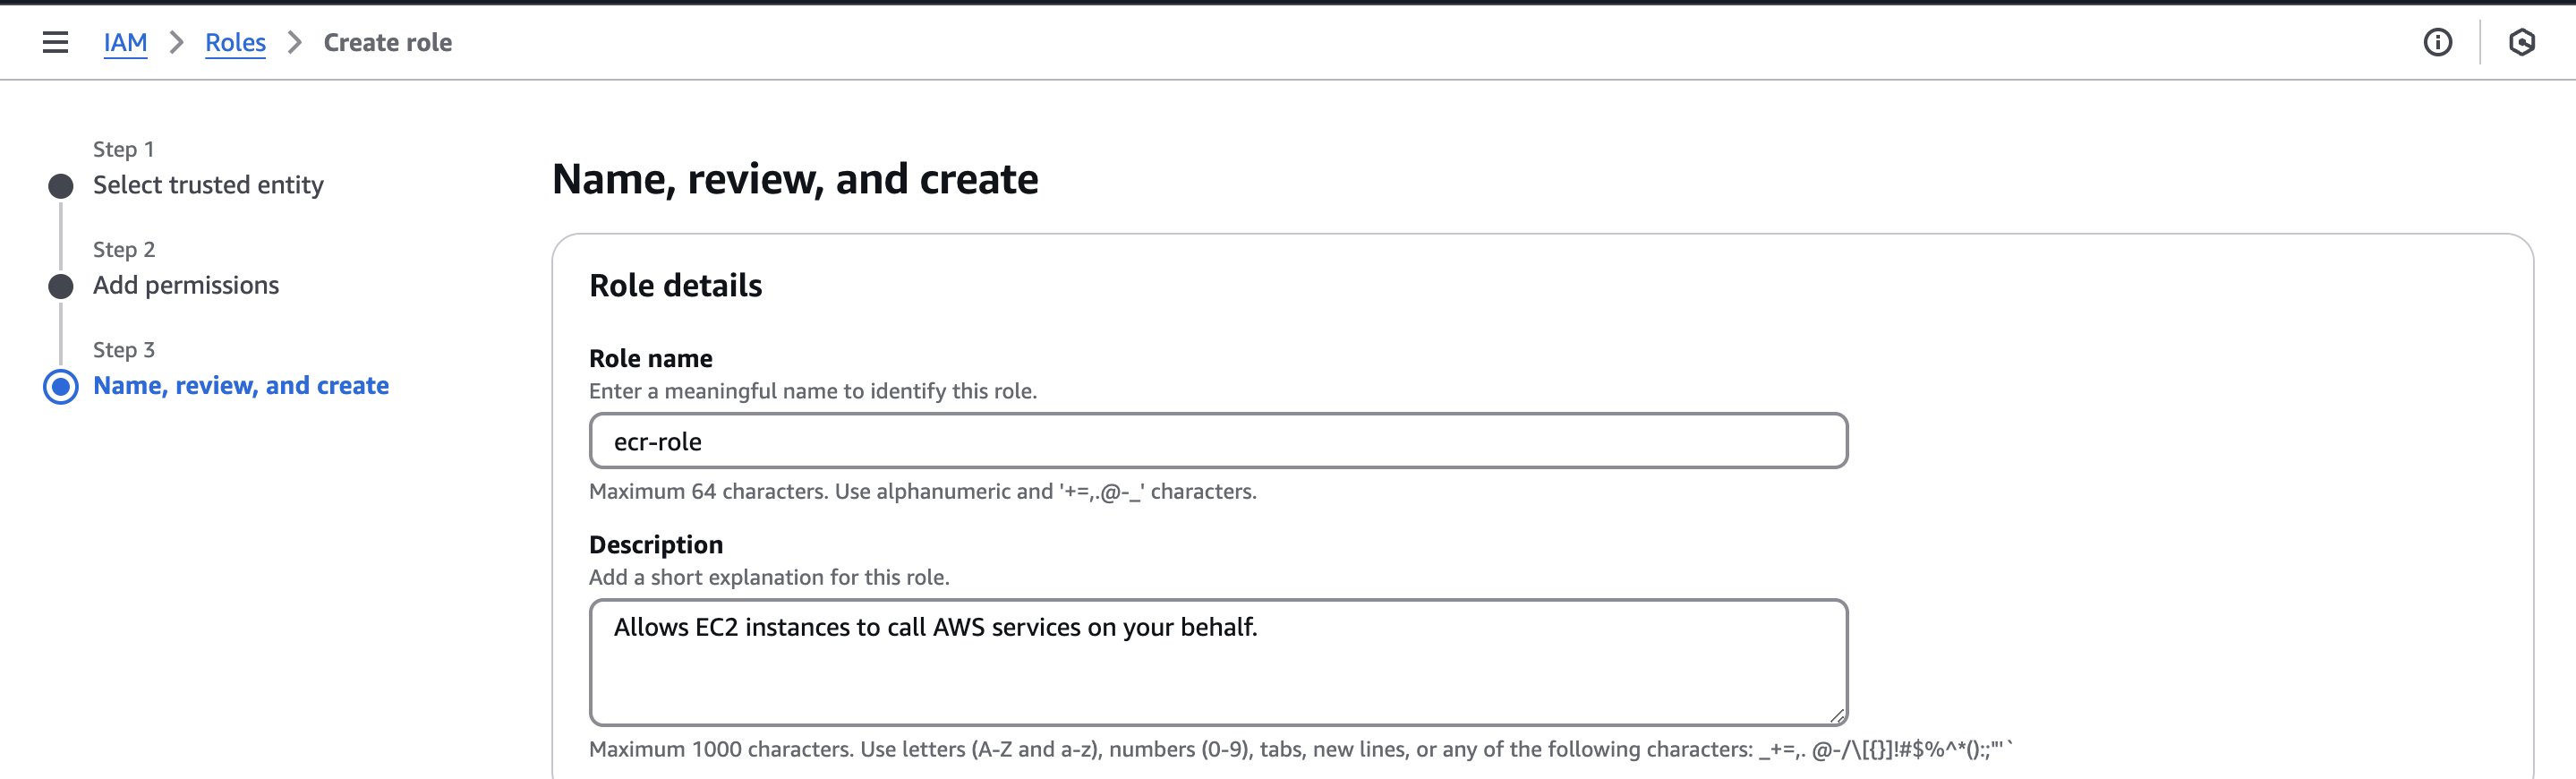 IAM > Roles > Create role
Step 1
Select trusted entity
Step 2
Add permissions
Step 3
Name, review, and create
Name, review, and create
Role details
Role name
Enter a meaningful name to identify this role.
ecr-role
Maximum 64 characters. Use alphanumeric and '+=,.@-_' characters.
Description
Add a short explanation for this role.
Allows EC2 instances to call AWS services on your behalf.
Maximum 1000 characters. Use letters (A-Z and a-z), numbers (0-9), tabs, new lines, or any of the following characters: _+=,. @-/\[{}]!#$%^*():;"'`